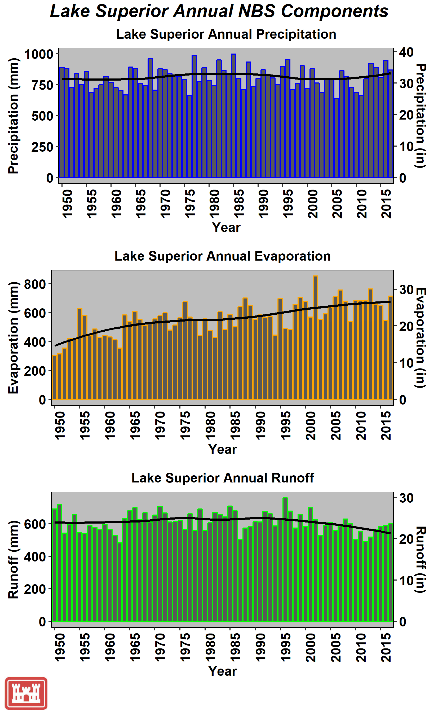 Lake Superior Annual NBS Components
Lake Superior Annual Precipitation
Precipitation (mm)
1000
750
500
250
0
40
30
20
10
0
Precipitation (in)
1950 1955 1960 1965 1970 1975 1980 1985 1990 1995 2000 2005 2010 2015
Year
Lake Superior Annual Evaporation
Evaporation (mm)
800
600
400
200
0
30
20
10
0
Evaporation (in)
1950 1955 1960 1965 1970 1975 1980 1985 1990 1995 2000 2005 2010 2015
Year
Lake Superior Annual Runoff
Runoff (mm)
600
400
200
0
30
20
10
0
Runoff (in)
1950 1955 1960 1965 1970 1975 1980 1985 1990 1995 2000 2005 2010 2015
Year